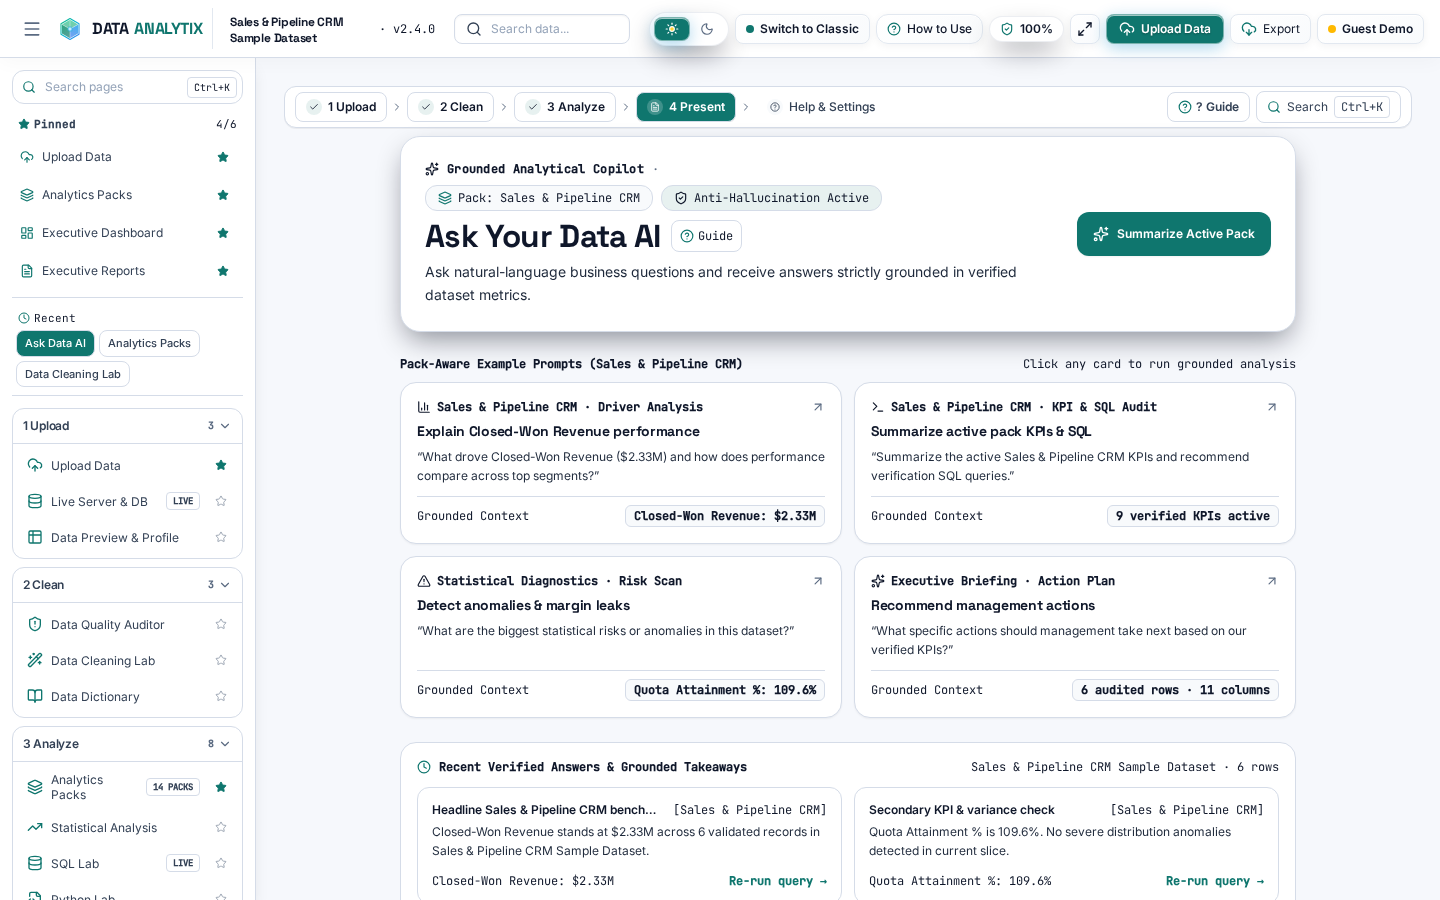 DATA ANALYTIX
Sales & Pipeline CRM
Sample Dataset
· v2.4.0
Search data...
Switch to Classic
How to Use
100%
Upload Data
Export
Guest Demo
Search pages
Ctrl+K
Pinned
4/6
Upload Data
Analytics Packs
Executive Dashboard
Executive Reports
Recent
Ask Data AI
Analytics Packs
Data Cleaning Lab
1 Upload
3
Upload Data
Live Server & DB
LIVE
Data Preview & Profile
2 Clean
3
Data Quality Auditor
Data Cleaning Lab
Data Dictionary
3 Analyze
8
Analytics
Packs
14 PACKS
Statistical Analysis
SQL Lab
LIVE
Python Lab
1 Upload
2 Clean
3 Analyze
4 Present
Help & Settings
? Guide
Search
Ctrl+K
Grounded Analytical Copilot ·
Pack: Sales & Pipeline CRM
Anti-Hallucination Active
Ask Your Data AI
Guide
Ask natural-language business questions and receive answers strictly grounded in verified
dataset metrics.
Summarize Active Pack
Pack-Aware Example Prompts (Sales & Pipeline CRM)
Click any card to run grounded analysis
Sales & Pipeline CRM · Driver Analysis
Explain Closed-Won Revenue performance
“What drove Closed-Won Revenue ($2.33M) and how does performance
compare across top segments?”
Grounded Context
Closed-Won Revenue: $2.33M
Sales & Pipeline CRM · KPI & SQL Audit
Summarize active pack KPIs & SQL
“Summarize the active Sales & Pipeline CRM KPIs and recommend
verification SQL queries.”
Grounded Context
9 verified KPIs active
Statistical Diagnostics · Risk Scan
Detect anomalies & margin leaks
“What are the biggest statistical risks or anomalies in this dataset?”
Grounded Context
Quota Attainment %: 109.6%
Executive Briefing · Action Plan
Recommend management actions
“What specific actions should management take next based on our
verified KPIs?”
Grounded Context
6 audited rows · 11 columns
Recent Verified Answers & Grounded Takeaways
Sales & Pipeline CRM Sample Dataset · 6 rows
Headline Sales & Pipeline CRM bench...
[Sales & Pipeline CRM]
Closed-Won Revenue stands at $2.33M across 6 validated records in
Sales & Pipeline CRM Sample Dataset.
Closed-Won Revenue: $2.33M
Re-run query →
Secondary KPI & variance check
[Sales & Pipeline CRM]
Quota Attainment % is 109.6%. No severe distribution anomalies
detected in current slice.
Quota Attainment %: 109.6%
Re-run query →